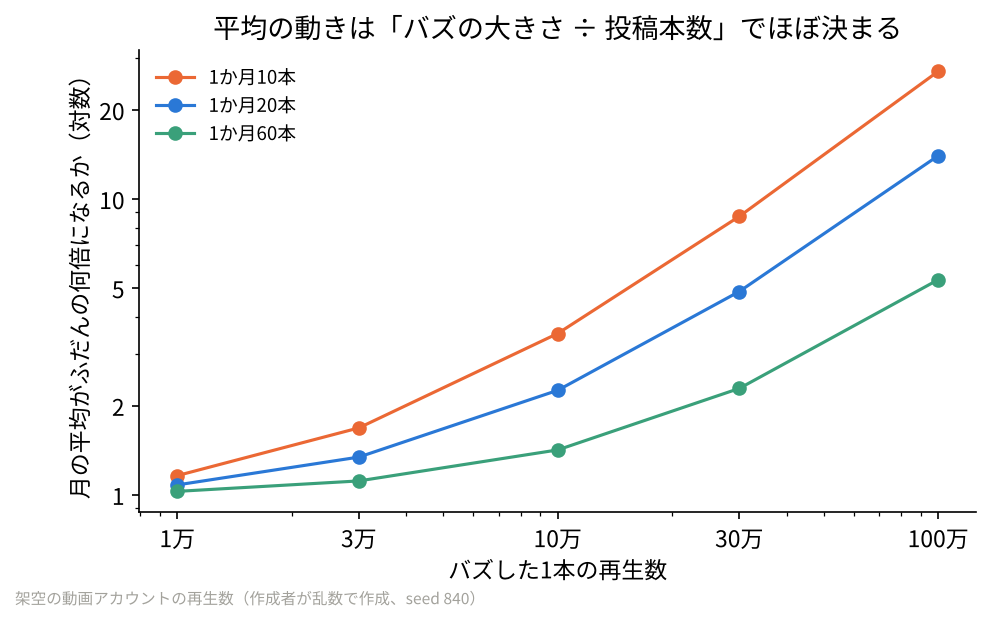 平均の動きは「バズの大きさ ÷ 投稿本数」でほぼ決まる
月の平均がふだんの何倍になるか（対数）
1か月10本
1か月20本
1か月60本
20
10
5
2
1
1万
3万
10万
30万
100万
バズした1本の再生数
架空の動画アカウントの再生数（作成者が乱数で作成、seed 840）